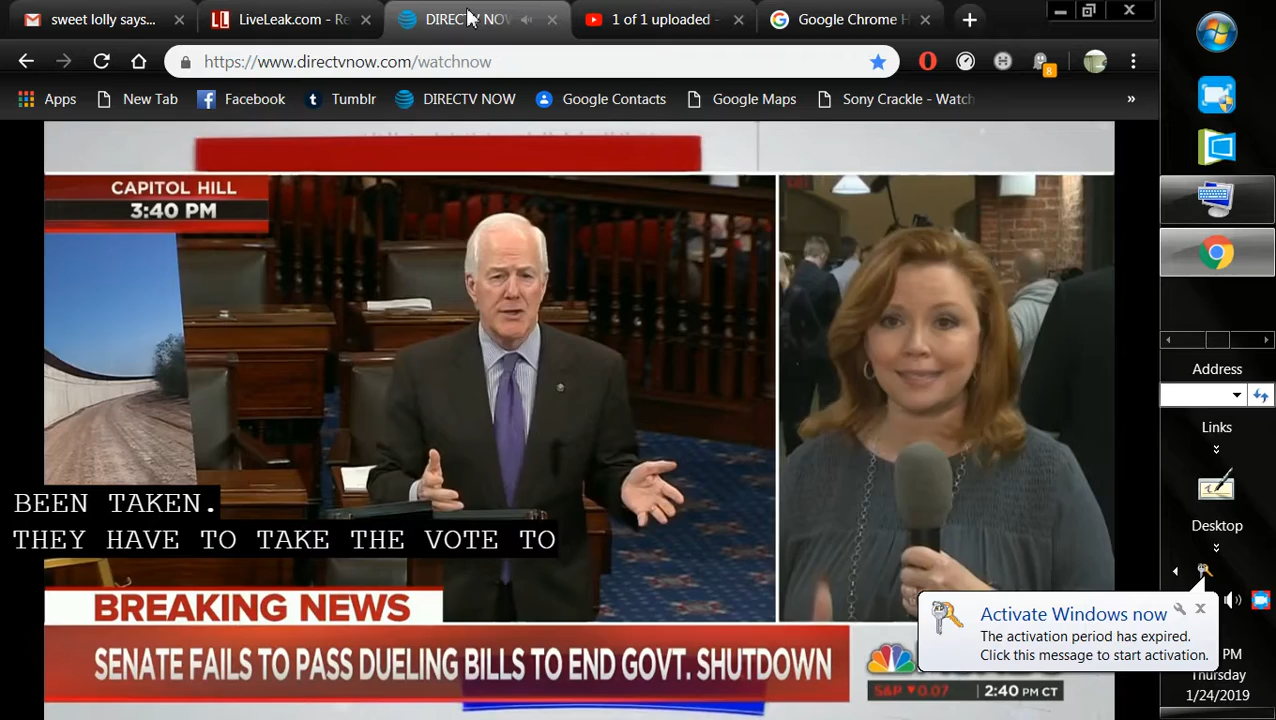 sweet lolly says...
LiveLeak.com - Re
DIRECTV NOW
1 of 1 uploaded -
Google Chrome H
https://www.directvnow.com/watchnow
8
Apps
New Tab
Facebook
Tumblr
DIRECTV NOW
Google Contacts
Google Maps
Sony Crackle - Watch
»
CAPITOL HILL
3:40 PM
BEEN TAKEN.
THEY HAVE TO TAKE THE VOTE TO
BREAKING NEWS
SENATE FAILS TO PASS DUELING BILLS TO END GOVT. SHUTDOWN
S&P ▼0.07
2:40 PM CT
Address
Links
Desktop
Activate Windows now
The activation period has expired.
Click this message to start activation.
PM
Thursday
1/24/2019